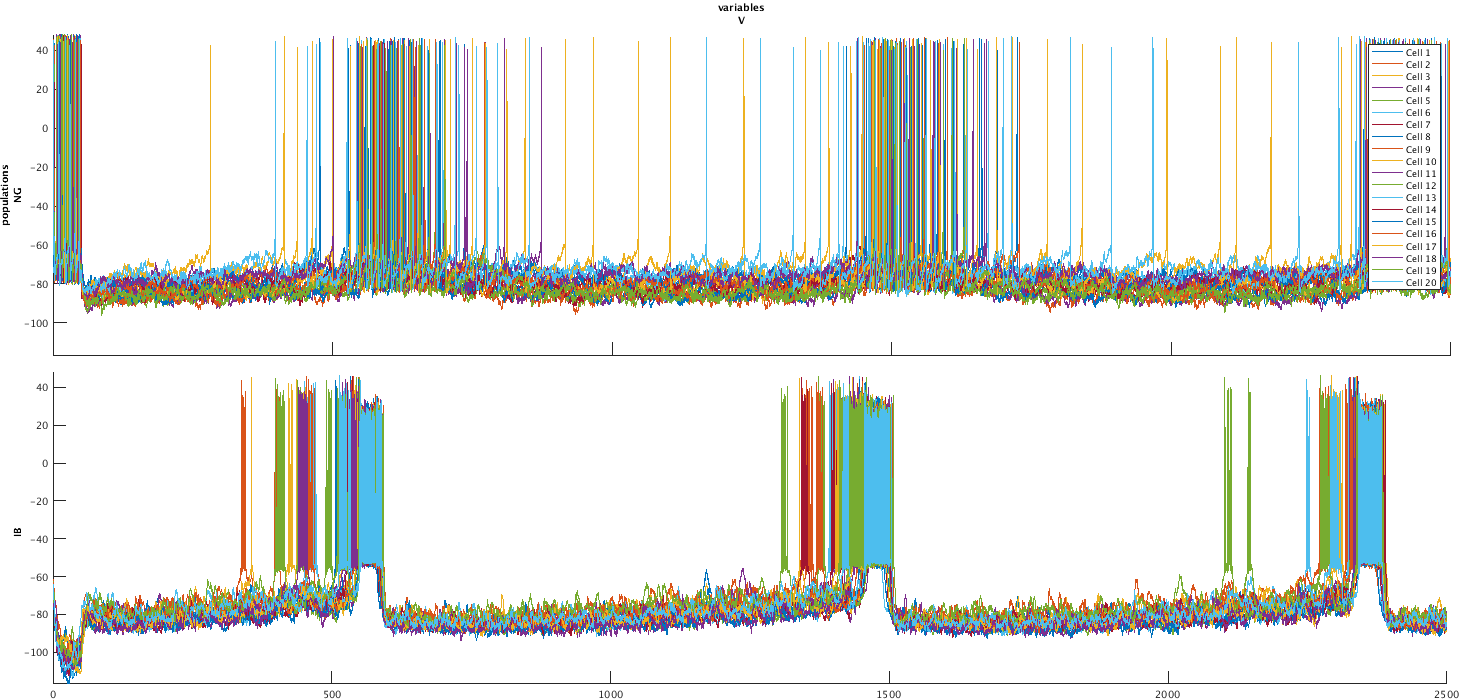 variables
V
populations
NG
40
20
0
−20
−40
−60
−80
−100
Cell 1
Cell 2
Cell 3
Cell 4
Cell 5
Cell 6
Cell 7
Cell 8
Cell 9
Cell 10
Cell 11
Cell 12
Cell 13
Cell 14
Cell 15
Cell 16
Cell 17
Cell 18
Cell 19
Cell 20
IB
40
20
0
−20
−40
−60
−80
−100
0 500 1000 1500 2000 2500